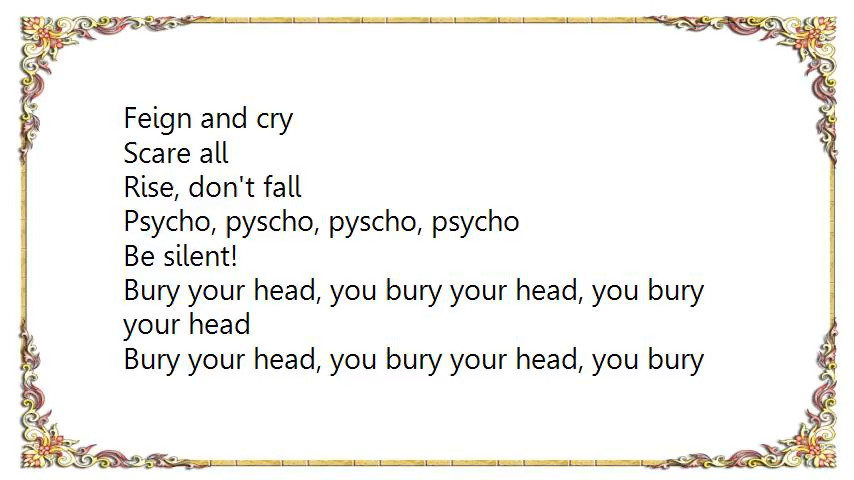 Feign and cry
Scare all
Rise, don't fall
Psycho, pyscho, pyscho, psycho
Be silent!
Bury your head, you bury your head, you bury
your head
Bury your head, you bury your head, you bury